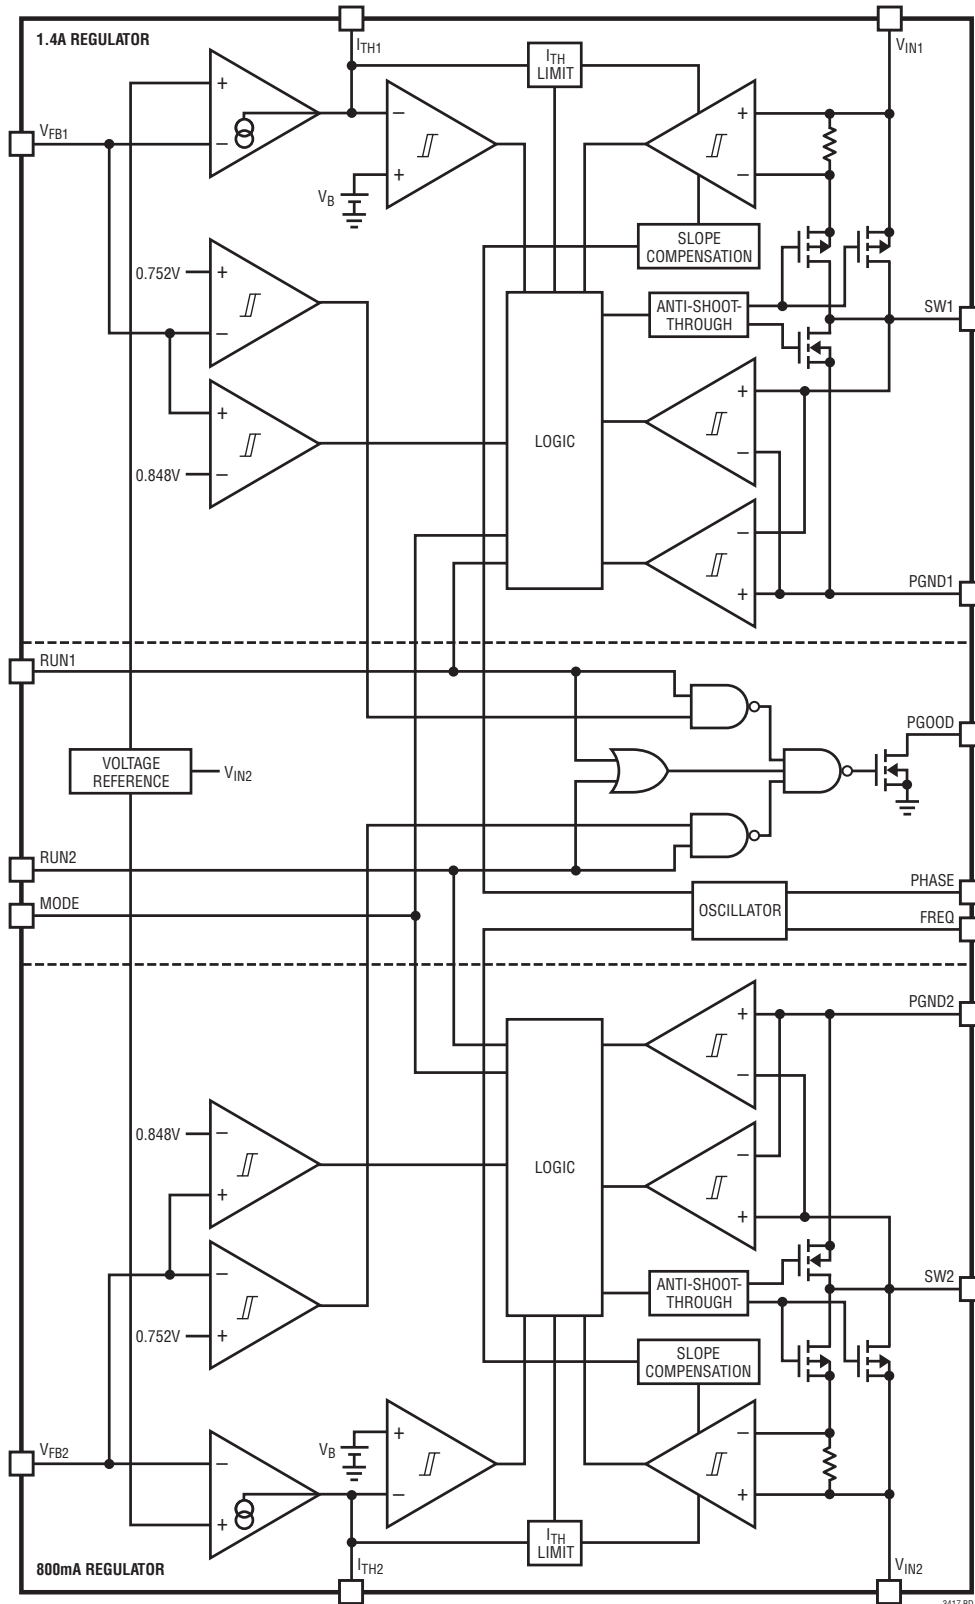 1.4A REGULATOR
ITH1
VIN1
ITH
LIMIT
+
−
VFB1
−
+
VB
+
−
SLOPE
COMPENSATION
0.752V
+
−
ANTI-SHOOT-
THROUGH
SW1
+
−
0.848V
+
−
LOGIC
−
+
PGND1
RUN1
PGOOD
VOLTAGE
REFERENCE
VIN2
RUN2
MODE
OSCILLATOR
PHASE
FREQ
PGND2
+
−
LOGIC
−
+
0.848V
−
+
−
0.752V
+
ANTI-SHOOT-
THROUGH
SW2
SLOPE
COMPENSATION
VFB2
−
+
VB
+
−
−
+
ITH
LIMIT
800mA REGULATOR
ITH2
VIN2
3417 BD